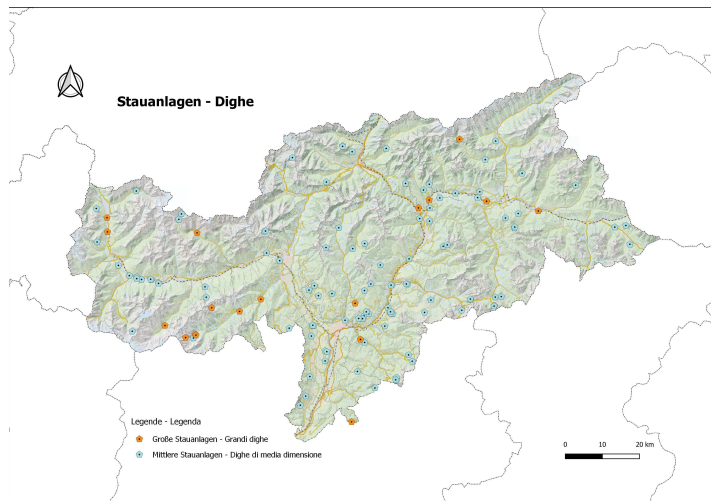 Stauanlagen - Dighe
Legende - Legenda
Große Stauanlagen - Grandi dighe
Mittlere Stauanlagen - Dighe di media dimensione
0 10 20 km